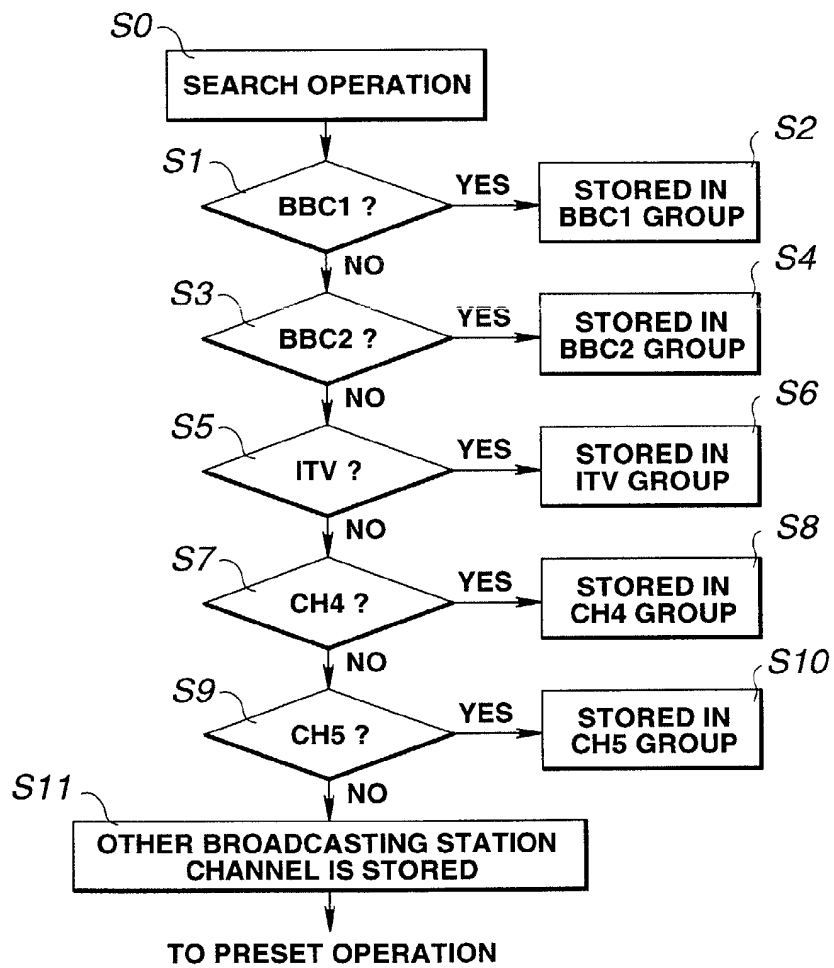 S0
SEARCH OPERATION
S1
BBC1 ?
YES
S2
STORED IN
BBC1 GROUP
NO
S3
BBC2 ?
YES
S4
STORED IN
BBC2 GROUP
NO
S5
ITV ?
YES
S6
STORED IN
ITV GROUP
NO
S7
CH4 ?
YES
S8
STORED IN
CH4 GROUP
NO
S9
CH5 ?
YES
S10
STORED IN
CH5 GROUP
NO
S11
OTHER BROADCASTING STATION
CHANNEL IS STORED
TO PRESET OPERATION